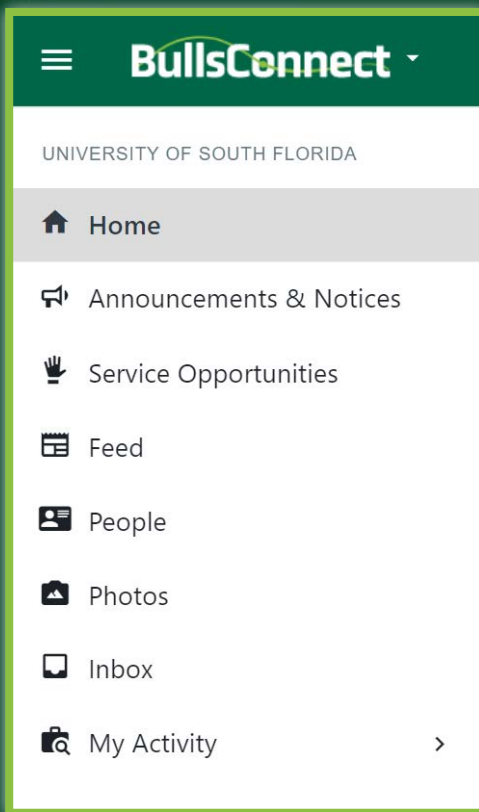 BullsConnect
UNIVERSITY OF SOUTH FLORIDA
Home
Announcements & Notices
Service Opportunities
Feed
People
Photos
Inbox
My Activity